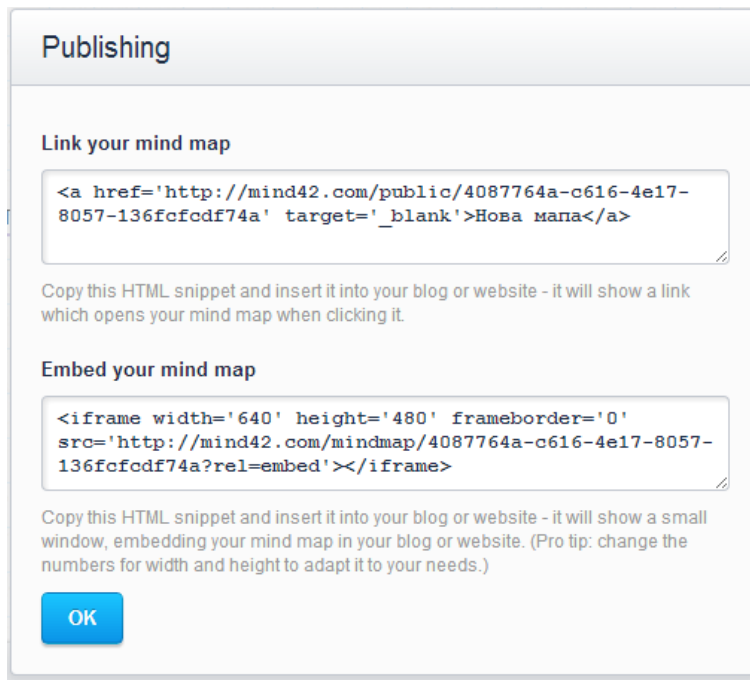 Publishing
Link your mind map
<a href='http://mind42.com/public/4087764a-c616-4e17-
8057-136fcfcdf74a' target='_blank'>Нова мапа</a>
Copy this HTML snippet and insert it into your blog or website - it will show a link
which opens your mind map when clicking it.
Embed your mind map
<iframe width='640' height='480' frameborder='0'
src='http://mind42.com/mindmap/4087764a-c616-4e17-8057-
136fcfcdf74a?rel=embed'></iframe>
Copy this HTML snippet and insert it into your blog or website - it will show a small
window, embedding your mind map in your blog or website. (Pro tip: change the
numbers for width and height to adapt it to your needs.)
OK